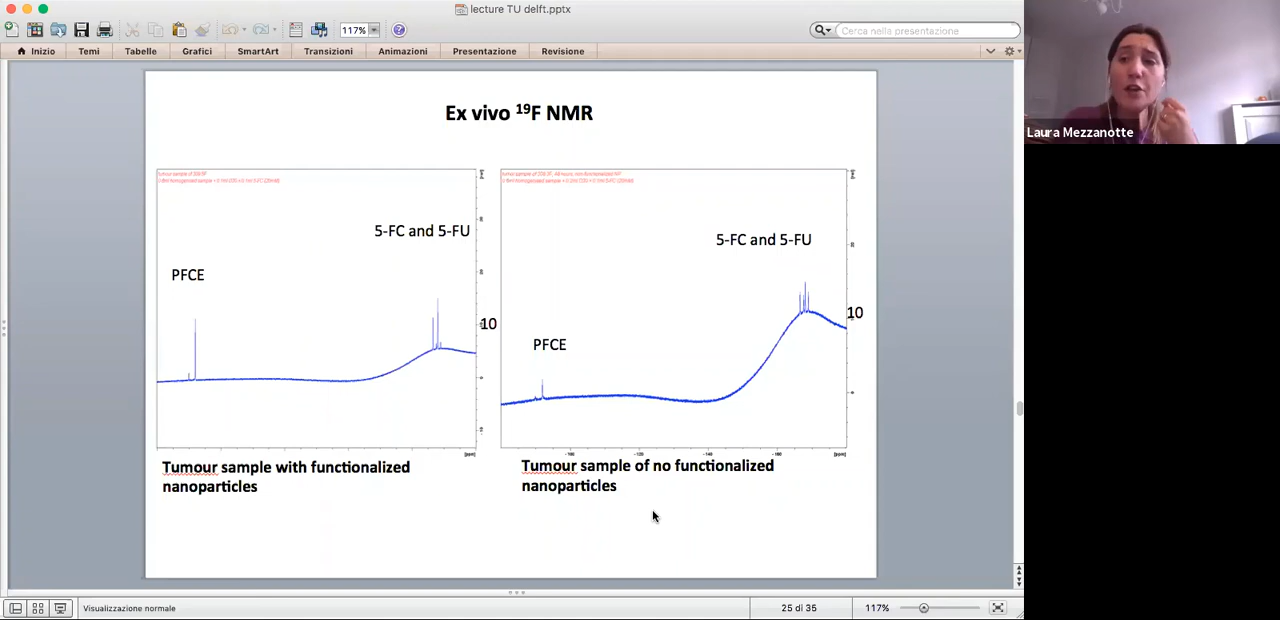 lecture TU delft.pptx
117%
Cerca nella presentazione
Inizio Temi Tabelle Grafici SmartArt Transizioni Animazioni Presentazione Revisione
Laura Mezzanotte
Ex vivo ¹⁹F NMR
5-FC and 5-FU
PFCE
10
5-FC and 5-FU
PFCE
10
Tumour sample with functionalized
nanoparticles
Tumour sample of no functionalized
nanoparticles
Visualizzazione normale
25 di 35
117%